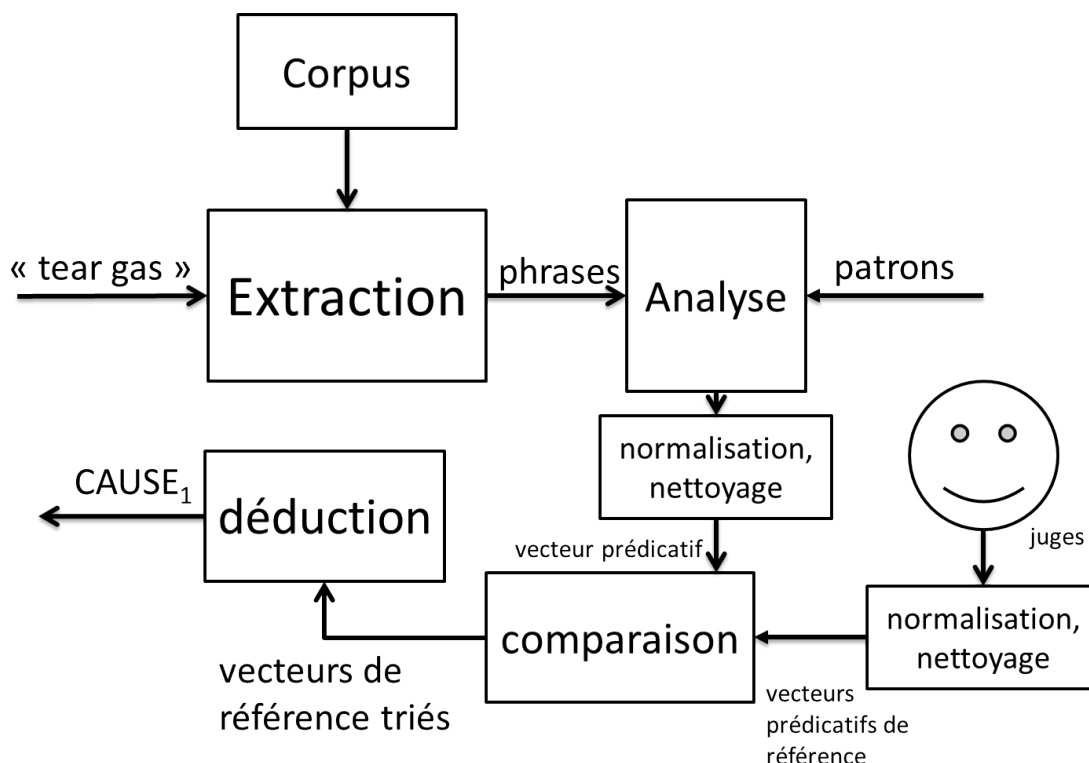 Corpus
« tear gas »
Extraction
phrases
Analyse
patrons
normalisation,
nettoyage
CAUSE₁
déduction
juges
vecteur prédicatif
comparaison
normalisation,
nettoyage
vecteurs de
référence triés
vecteurs
prédicatifs de
référence